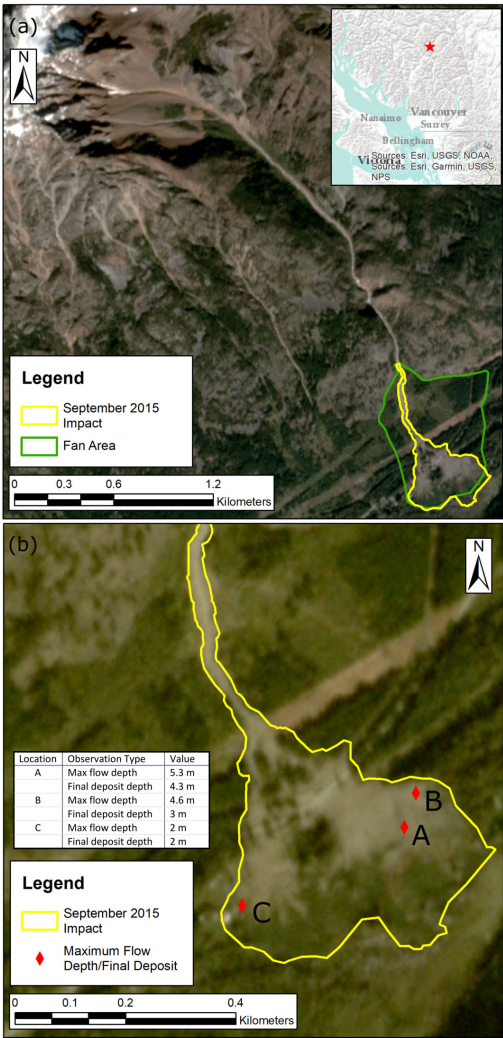 (a)
N
Nanaimo
Vancouver
Surrey
Bellingham
Victoria
Sources: Esri, USGS, NOAA
Sources: Esri, Garmin, USGS,
NPS
Legend
September 2015
Impact
Fan Area
0 0.3 0.6 1.2
Kilometers
(b)
N
Location Observation Type Value
A Max flow depth 5.3 m
Final deposit depth 4.3 m
B Max flow depth 4.6 m
Final deposit depth 3 m
C Max flow depth 2 m
Final deposit depth 2 m
B
A
C
Legend
September 2015
Impact
Maximum Flow
Depth/Final Deposit
0 0.1 0.2 0.4
Kilometers